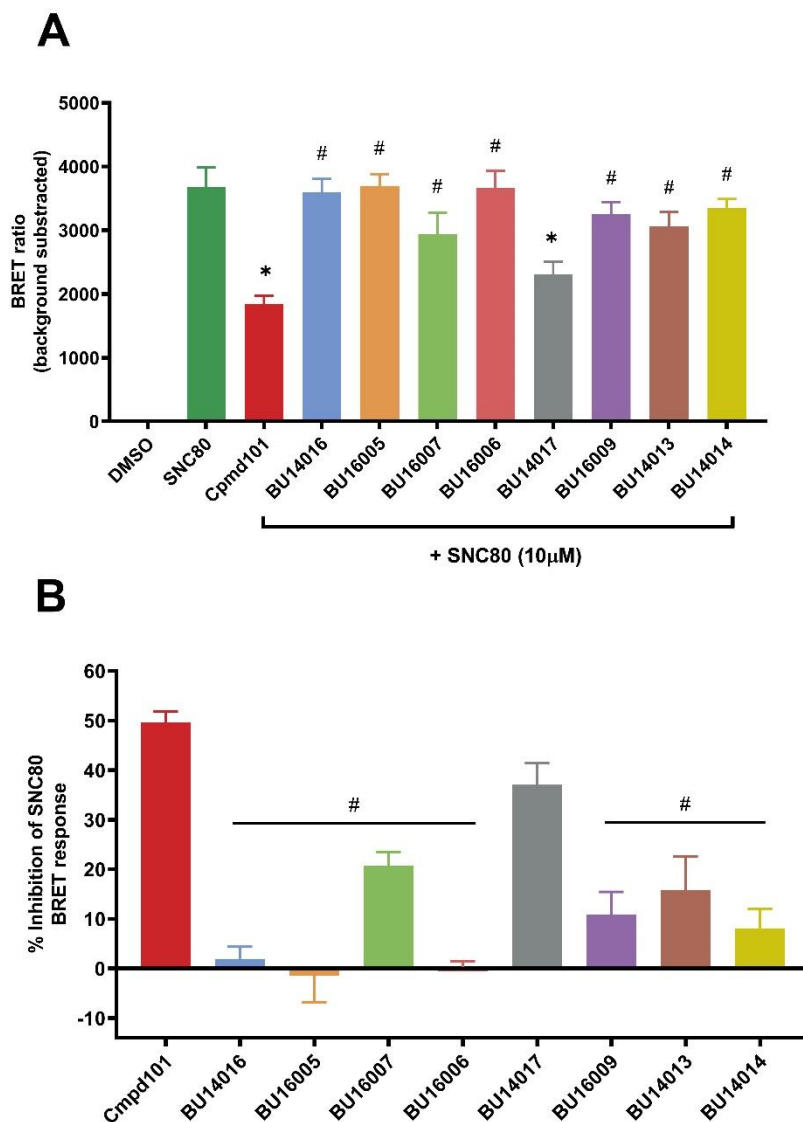 A
5000
4000
3000
2000
1000
0
BRET ratio
(background substracted)
*
#
#
#
#
*
#
#
#
DMSO
SNC80
Cpmd101
BU14016
BU16005
BU16007
BU16006
BU14017
BU16009
BU14013
BU14014
+ SNC80 (10μM)
B
60
50
40
30
20
10
0
-10
% Inhibition of SNC80
BRET response
#
#
Cmpd101
BU14016
BU16005
BU16007
BU16006
BU14017
BU16009
BU14013
BU14014